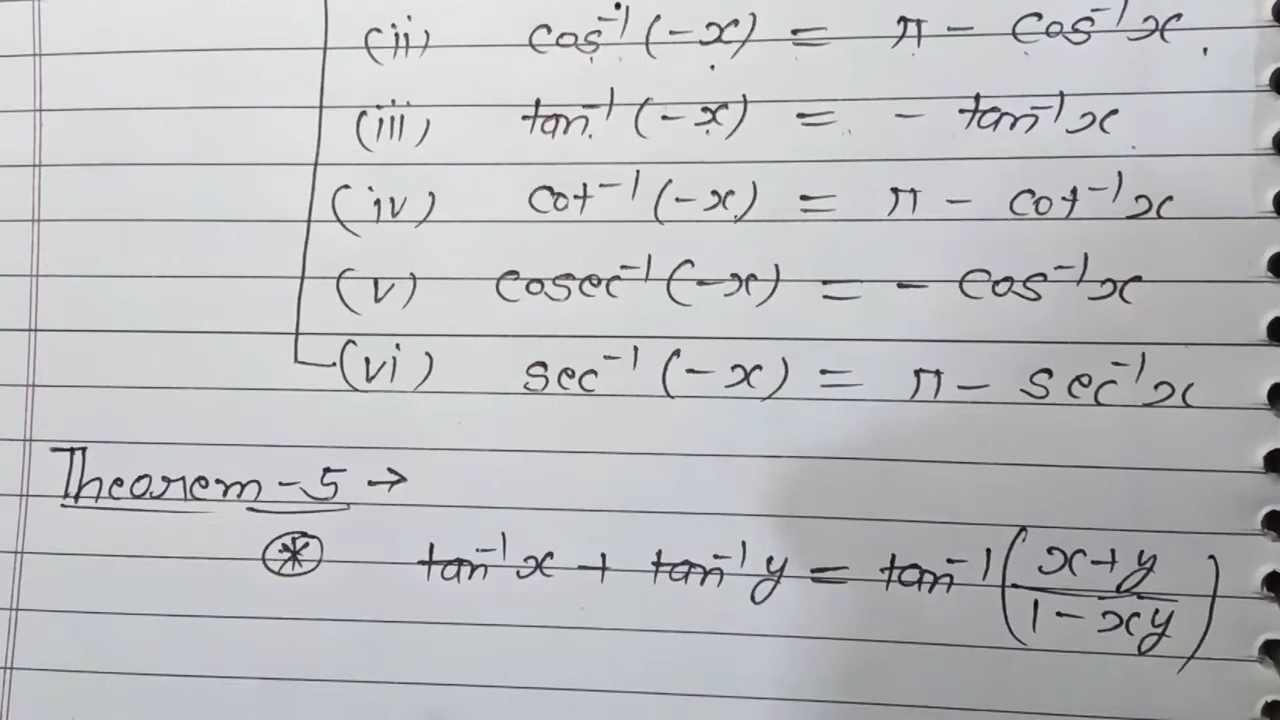 (ii) cos⁻¹(-x) = π - cos⁻¹x.
(iii) tan⁻¹(-x) = - tan⁻¹x
(iv) cot⁻¹(-x) = π - cot⁻¹x
(v) cosec⁻¹(-x) = - cos⁻¹x
(vi) sec⁻¹(-x) = π - sec⁻¹x
Theorem-5 →
⊛ tan⁻¹x + tan⁻¹y = tan⁻¹((x+y)/(1-xy))